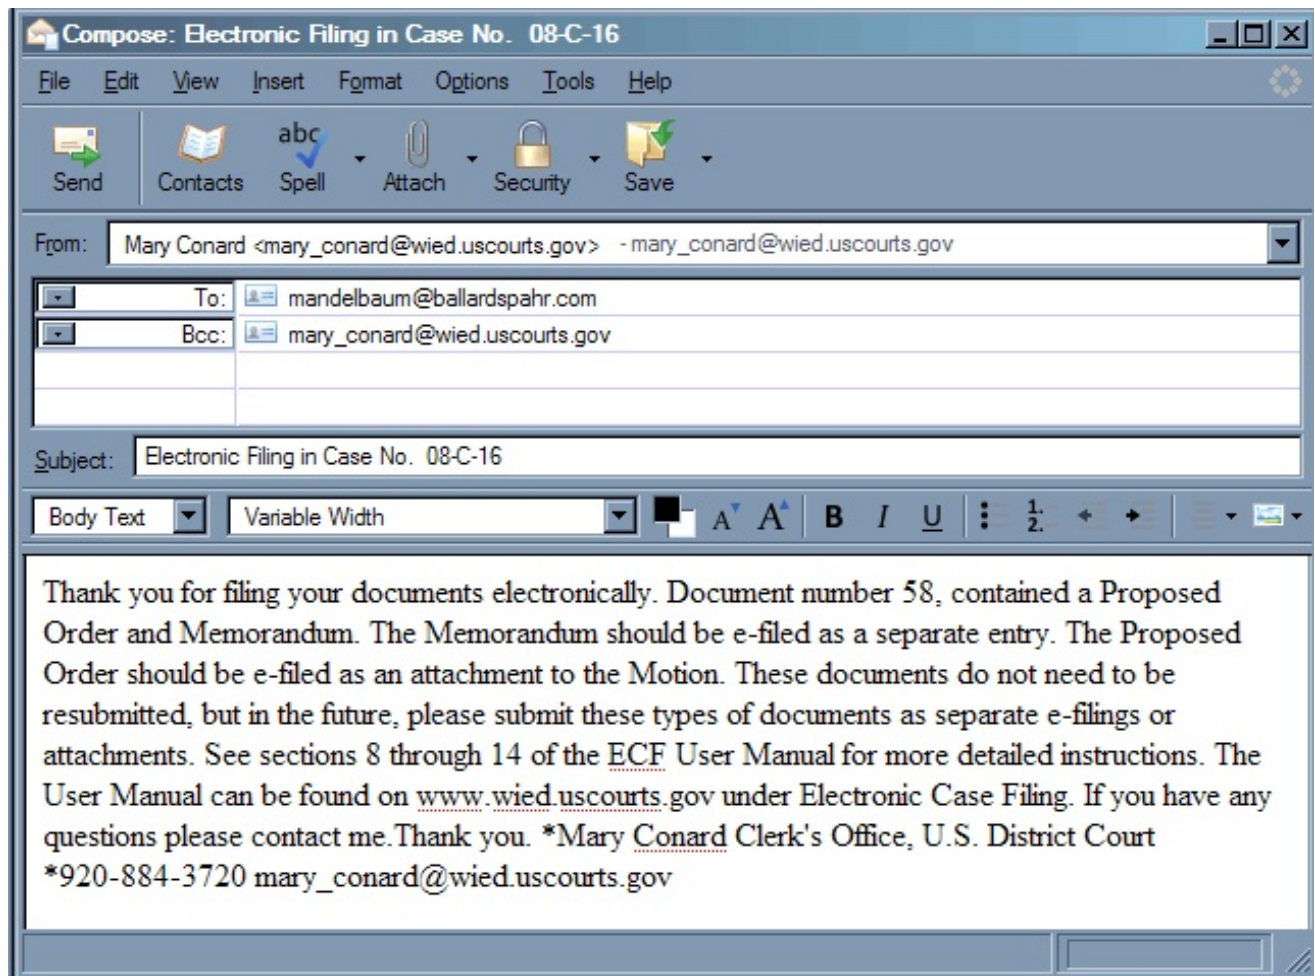 Compose: Electronic Filing in Case No. 08-C-16
File Edit View Insert Format Options Tools Help
abc
Send Contacts Spell Attach Security Save
From: Mary Conard <mary_conard@wied.uscourts.gov> - mary_conard@wied.uscourts.gov
To: mandelbaum@ballardspahr.com
Bcc: mary_conard@wied.uscourts.gov
Subject: Electronic Filing in Case No. 08-C-16
Body Text Variable Width A A B I U 1. 2.
Thank you for filing your documents electronically. Document number 58, contained a Proposed
Order and Memorandum. The Memorandum should be e-filed as a separate entry. The Proposed
Order should be e-filed as an attachment to the Motion. These documents do not need to be
resubmitted, but in the future, please submit these types of documents as separate e-filings or
attachments. See sections 8 through 14 of the ECF User Manual for more detailed instructions. The
User Manual can be found on www.wied.uscourts.gov under Electronic Case Filing. If you have any
questions please contact me.Thank you. *Mary Conard Clerk's Office, U.S. District Court
*920-884-3720 mary_conard@wied.uscourts.gov